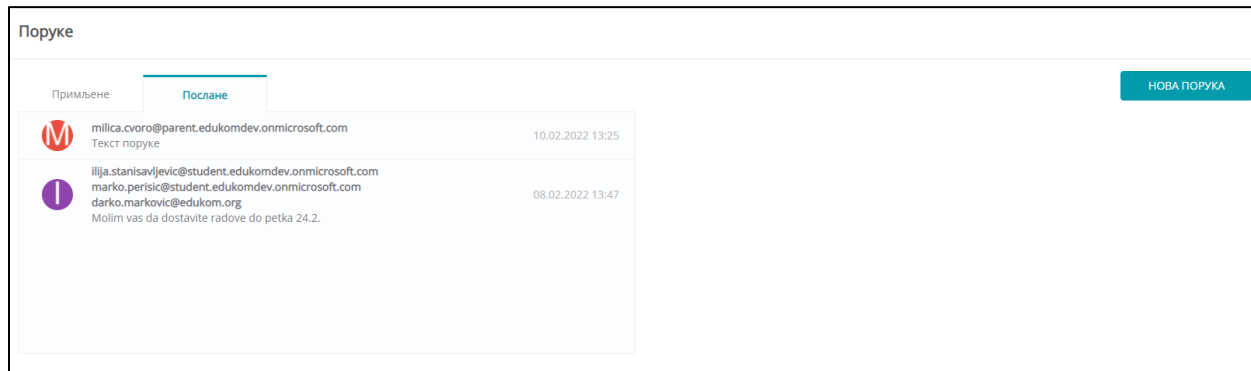 Поруке
Примљене
Послане
НОВА ПОРУКА
M
milica.cvoro@parent.edukomdev.onmicrosoft.com
10.02.2022 13:25
Текст поруке
I
ilija.stanisavljevic@student.edukomdev.onmicrosoft.com
marko.perisic@student.edukomdev.onmicrosoft.com
08.02.2022 13:47
darko.markovic@edukom.org
Molim vas da dostavite radove do petka 24.2.